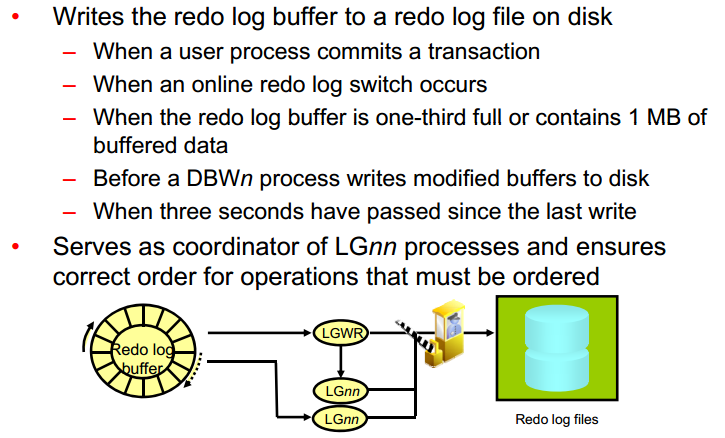 • Writes the redo log buffer to a redo log file on disk
– When a user process commits a transaction
– When an online redo log switch occurs
– When the redo log buffer is one-third full or contains 1 MB of
buffered data
– Before a DBWn process writes modified buffers to disk
– When three seconds have passed since the last write
• Serves as coordinator of LGnn processes and ensures
correct order for operations that must be ordered
Redo log
buffer
LGWR
LGnn
LGnn
Redo log files